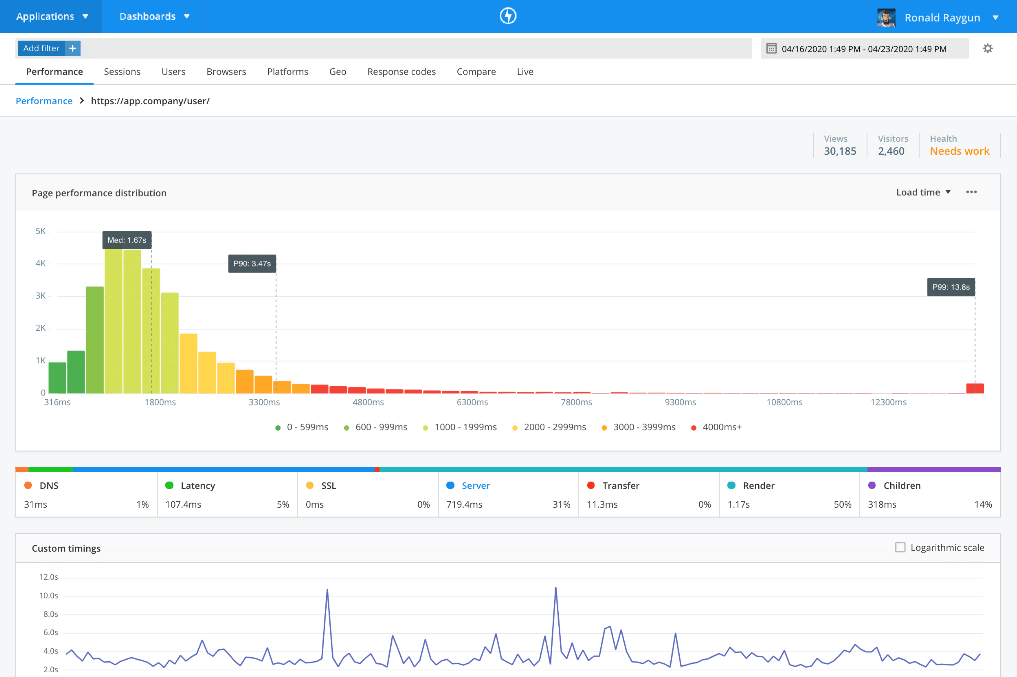 Applications Dashboards Ronald Raygun
Add filter + 04/16/2020 1:49 PM - 04/23/2020 1:49 PM
Performance Sessions Users Browsers Platforms Geo Response codes Compare Live
Performance > https://app.company/user/
Views Visitors Health
30,185 2,460 Needs work
Page performance distribution Load time
5K
Med: 1.67s
4K P90: 3.47s
3K P99: 13.8s
2K
1K
0
316ms 1800ms 3300ms 4800ms 6300ms 7800ms 9300ms 10800ms 12300ms
0 - 599ms 600 - 999ms 1000 - 1999ms 2000 - 2999ms 3000 - 3999ms 4000ms+
DNS Latency SSL Server Transfer Render Children
31ms 1% 107.4ms 5% 0ms 0% 719.4ms 31% 11.3ms 0% 1.17s 50% 318ms 14%
Custom timings Logarithmic scale
12.0s
10.0s
8.0s
6.0s
4.0s
2.0s